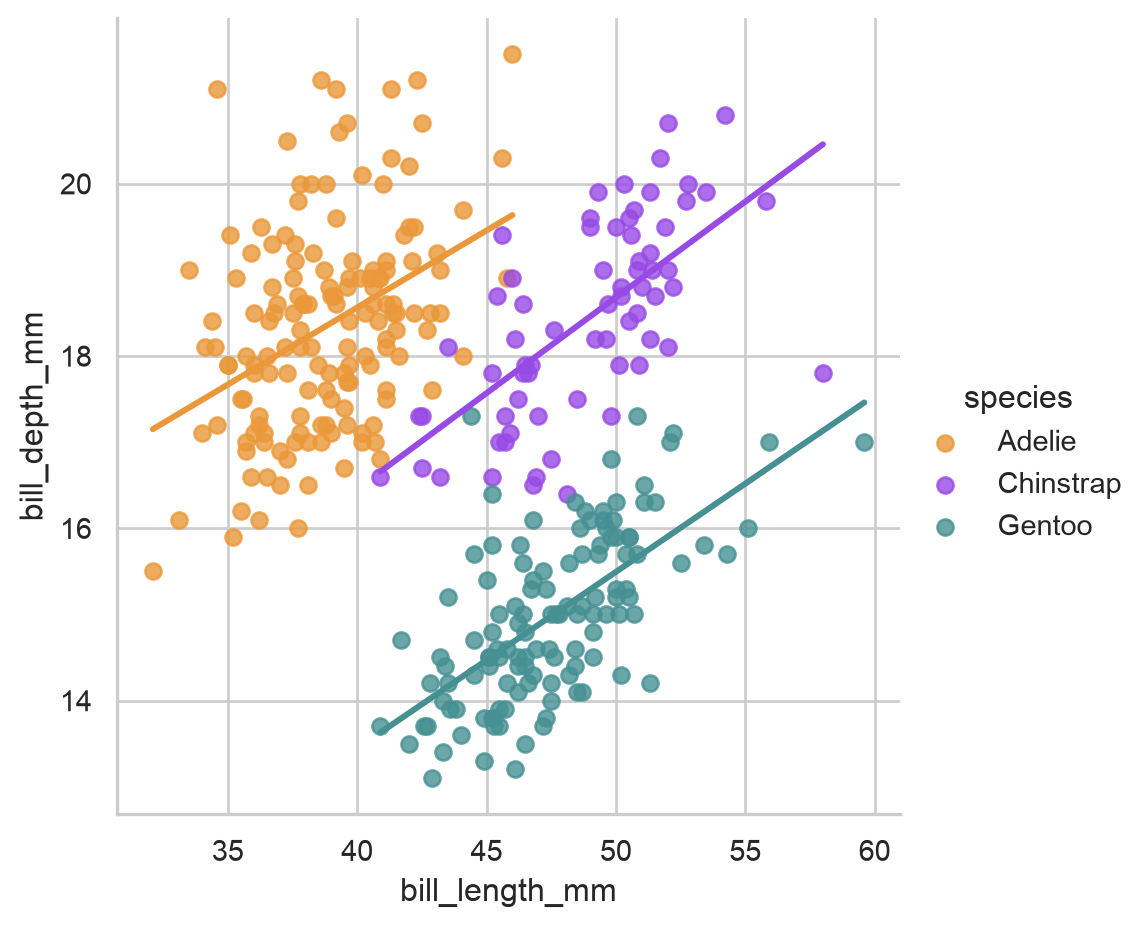 20
18
16
14
bill_depth_mm
35 40 45 50 55 60
bill_length_mm
species
Adelie
Chinstrap
Gentoo